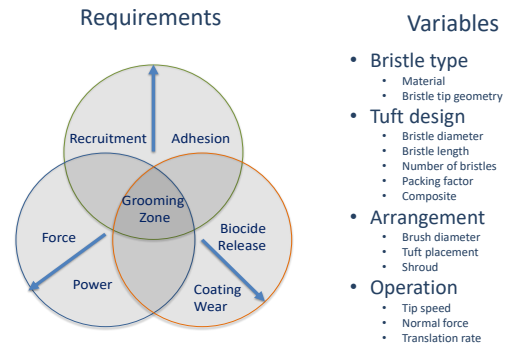 Requirements
Recruitment
Adhesion
Grooming
Zone
Force
Power
Biocide
Release
Coating
Wear
Variables
• Bristle type
• Material
• Bristle tip geometry
• Tuft design
• Bristle diameter
• Bristle length
• Number of bristles
• Packing factor
• Composite
• Arrangement
• Brush diameter
• Tuft placement
• Shroud
• Operation
• Tip speed
• Normal force
• Translation rate